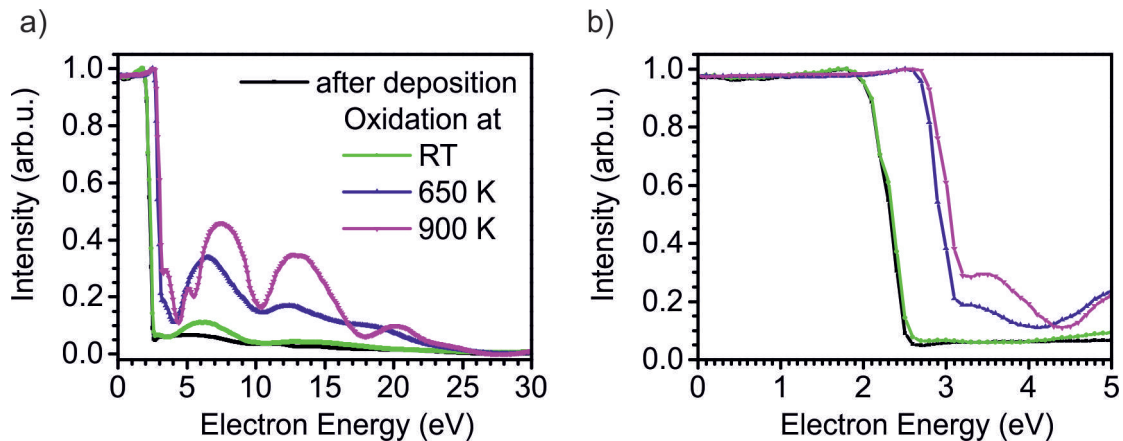 a)
1.0
0.8
0.6
0.4
0.2
0.0
Intensity (arb.u.)
after deposition
Oxidation at
RT
650 K
900 K
0 5 10 15 20 25 30
Electron Energy (eV)
b)
1.0
0.8
0.6
0.4
0.2
0.0
Intensity (arb.u.)
0 1 2 3 4 5
Electron Energy (eV)